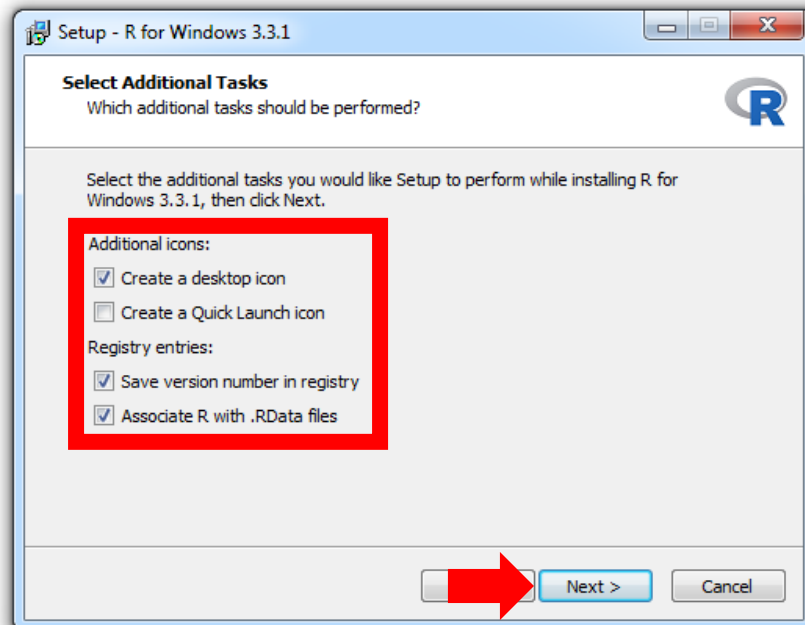 Setup - R for Windows 3.3.1
Select Additional Tasks
Which additional tasks should be performed?
R
Select the additional tasks you would like Setup to perform while installing R for
Windows 3.3.1, then click Next.
Additional icons:
Create a desktop icon
Create a Quick Launch icon
Registry entries:
Save version number in registry
Associate R with .RData files
Next >
Cancel